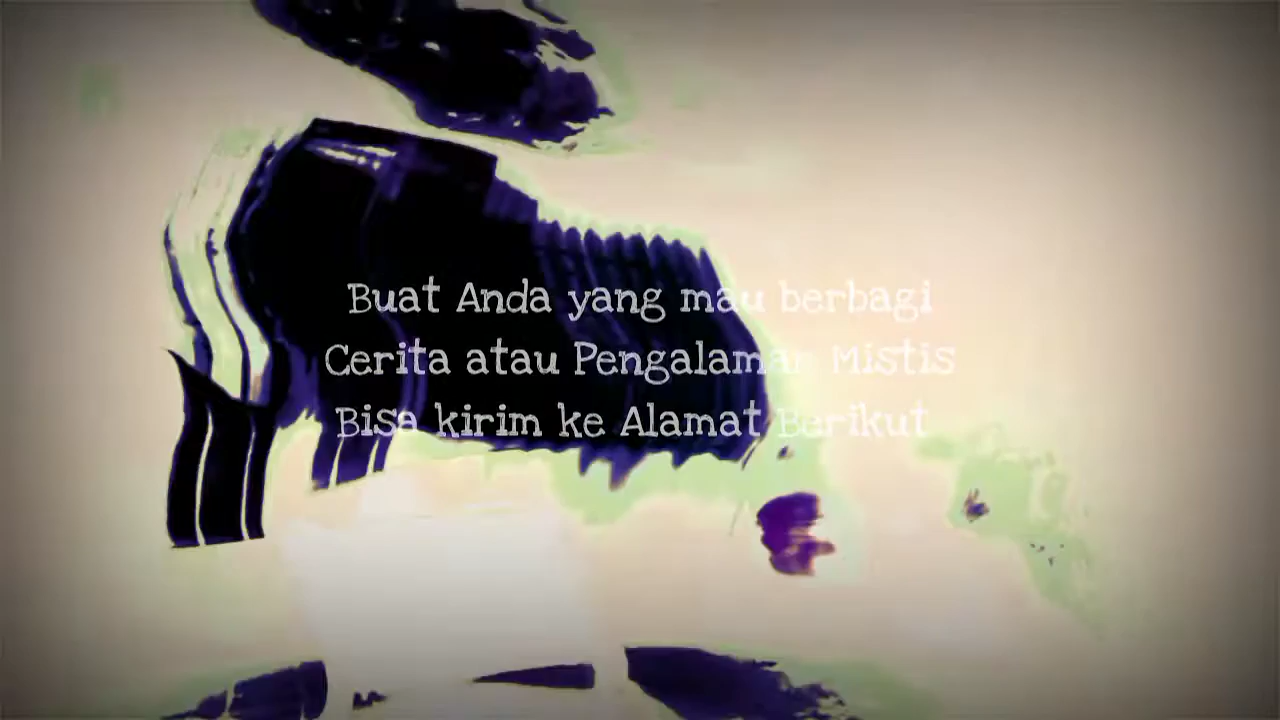 Buat Anda yang mau berbagi
Cerita atau Pengalaman Mistis
Bisa kirim ke Alamat Berikut